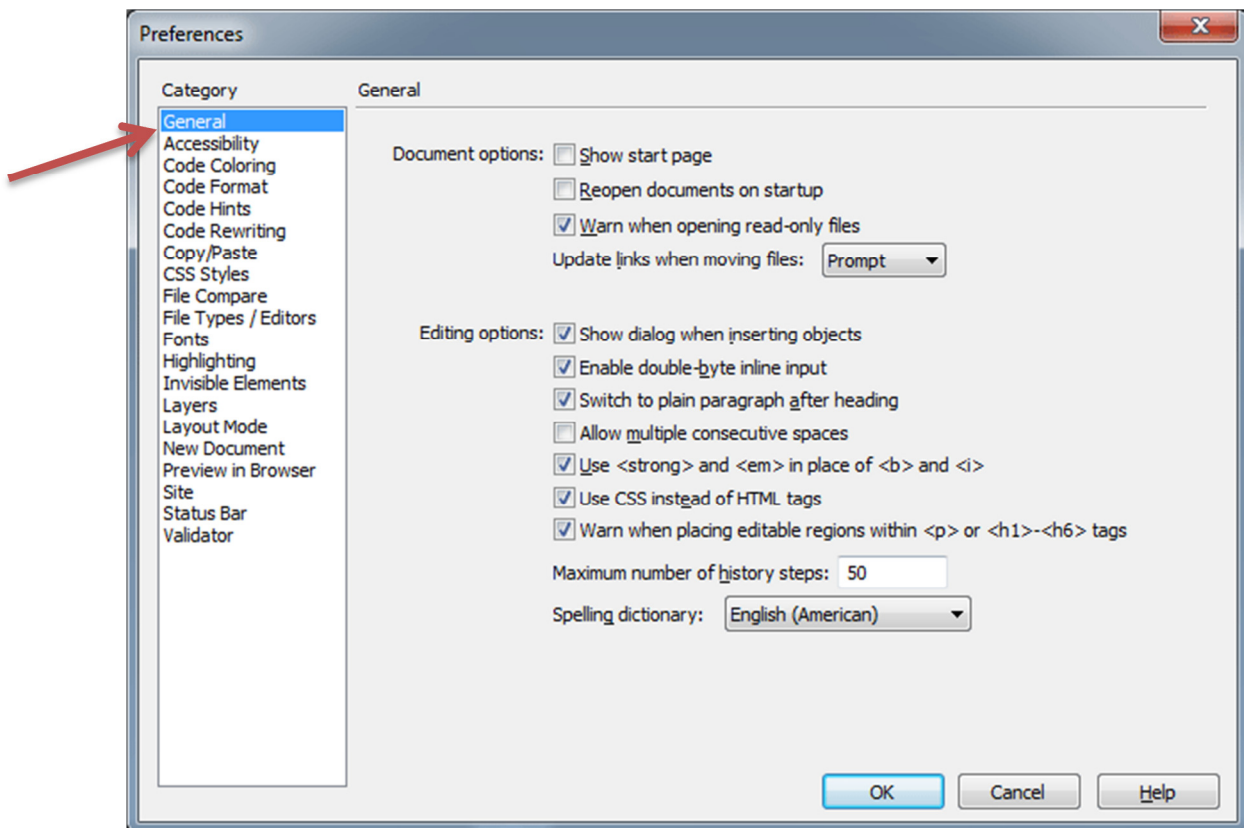 Preferences
Category
General
Accessibility
Code Coloring
Code Format
Code Hints
Code Rewriting
Copy/Paste
CSS Styles
File Compare
File Types / Editors
Fonts
Highlighting
Invisible Elements
Layers
Layout Mode
New Document
Preview in Browser
Site
Status Bar
Validator
General
Document options: Show start page
Reopen documents on startup
Warn when opening read-only files
Update links when moving files: Prompt
Editing options: Show dialog when inserting objects
Enable double-byte inline input
Switch to plain paragraph after heading
Allow multiple consecutive spaces
Use <strong> and <em> in place of <b> and <i>
Use CSS instead of HTML tags
Warn when placing editable regions within <p> or <h1>-<h6> tags
Maximum number of history steps: 50
Spelling dictionary: English (American)
OK Cancel Help